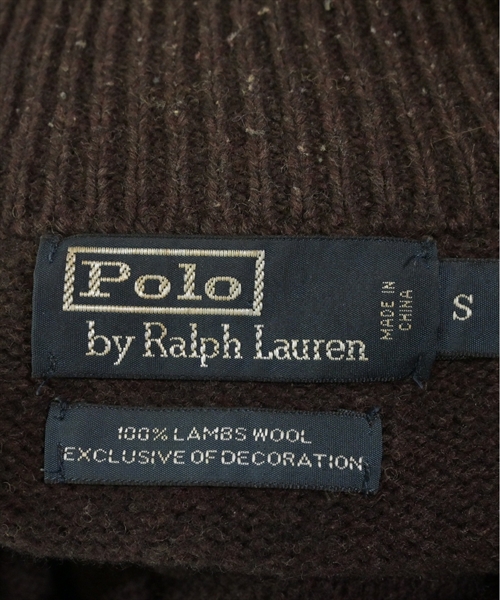 Polo
by Ralph Lauren
MADE IN
CHINA
S
100% LAMBS WOOL
EXCLUSIVE OF DECORATION